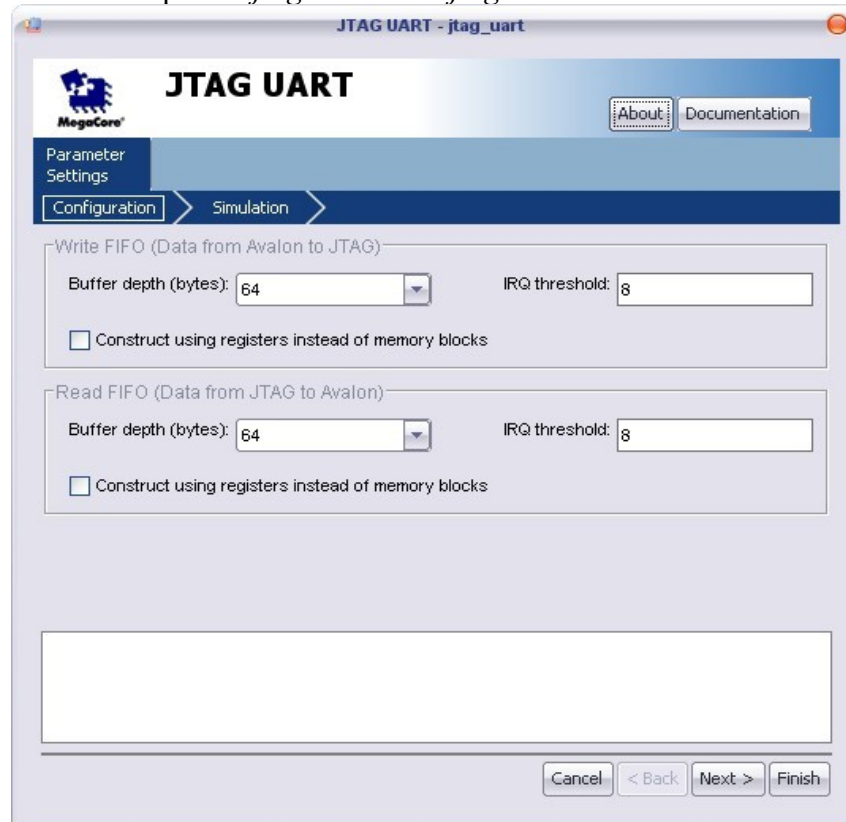 JTAG UART - jtag_uart
JTAG UART
MegaCore®
About
Documentation
Parameter
Settings
Configuration
Simulation
Write FIFO (Data from Avalon to JTAG)
Buffer depth (bytes): 64
IRQ threshold: 8
Construct using registers instead of memory blocks
Read FIFO (Data from JTAG to Avalon)
Buffer depth (bytes): 64
IRQ threshold: 8
Construct using registers instead of memory blocks
Cancel
< Back
Next >
Finish